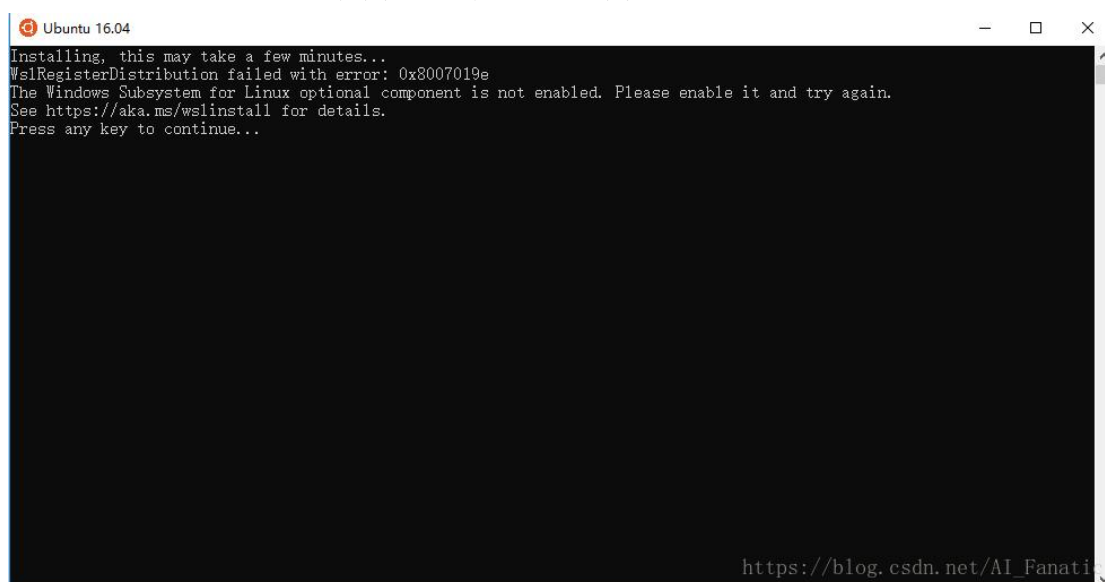 Ubuntu 16.04
Installing, this may take a few minutes...
WslRegisterDistribution failed with error: 0x8007019e
The Windows Subsystem for Linux optional component is not enabled. Please enable it and try again.
See https://aka.ms/wslinstall for details.
Press any key to continue...
https://blog.csdn.net/AI_Fanatic